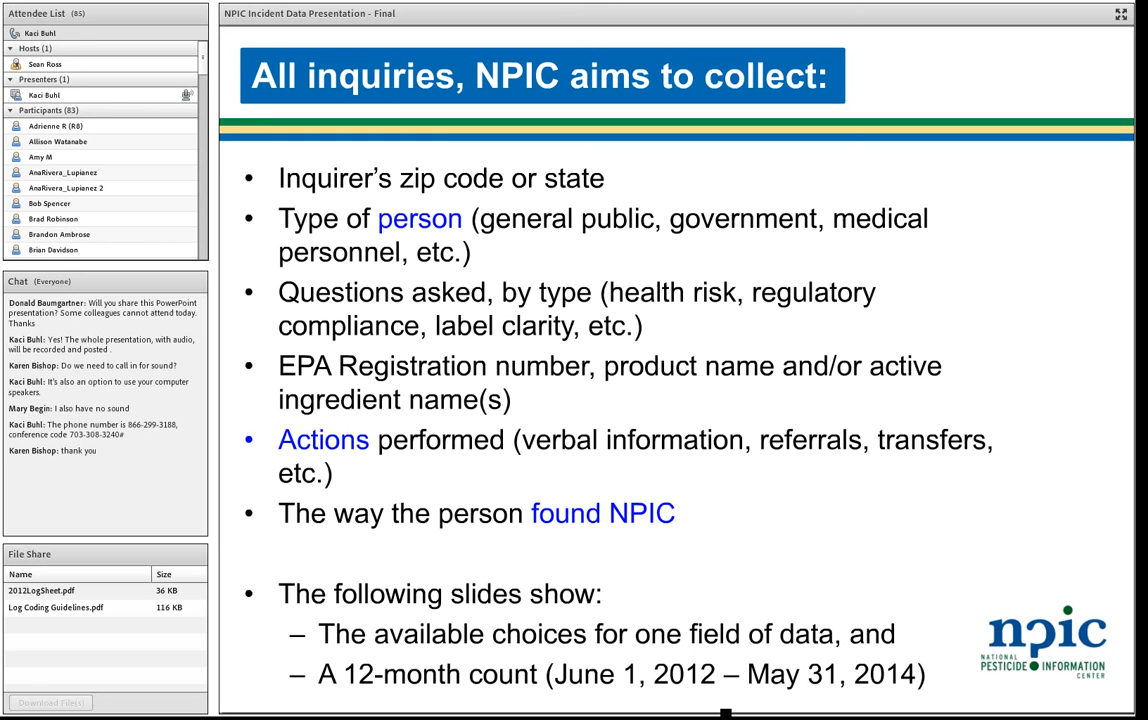 Attendee List (85)
Kaci Buhl
Hosts (1)
Sean Ross
Presenters (1)
Kaci Buhl
Participants (83)
Adrienne R (R8)
Allison Watanabe
Amy M
AnaRivera_Lupianez
AnaRivera_Lupianez 2
Bob Spencer
Brad Robinson
Brandon Ambrose
Brian Davidson
Chat (Everyone)
Donald Baumgartner: Will you share this PowerPoint
presentation? Some colleagues cannot attend today.
Thanks
Kaci Buhl: Yes! The whole presentation, with audio,
will be recorded and posted .
Karen Bishop: Do we need to call in for sound?
Kaci Buhl: It's also an option to use your computer
speakers.
Mary Begin: I also have no sound
Kaci Buhl: The phone number is 866-299-3188,
conference code 703-308-3240#
Karen Bishop: thank you
File Share
Name Size
2012LogSheet.pdf 36 KB
Log Coding Guidelines.pdf 116 KB
Download File(s)
NPIC Incident Data Presentation - Final
All inquiries, NPIC aims to collect:
• Inquirer’s zip code or state
• Type of person (general public, government, medical
personnel, etc.)
• Questions asked, by type (health risk, regulatory
compliance, label clarity, etc.)
• EPA Registration number, product name and/or active
ingredient name(s)
• Actions performed (verbal information, referrals, transfers,
etc.)
• The way the person found NPIC
• The following slides show:
– The available choices for one field of data, and
– A 12-month count (June 1, 2012 – May 31, 2014)
npic
NATIONAL
PESTICIDE INFORMATION
CENTER